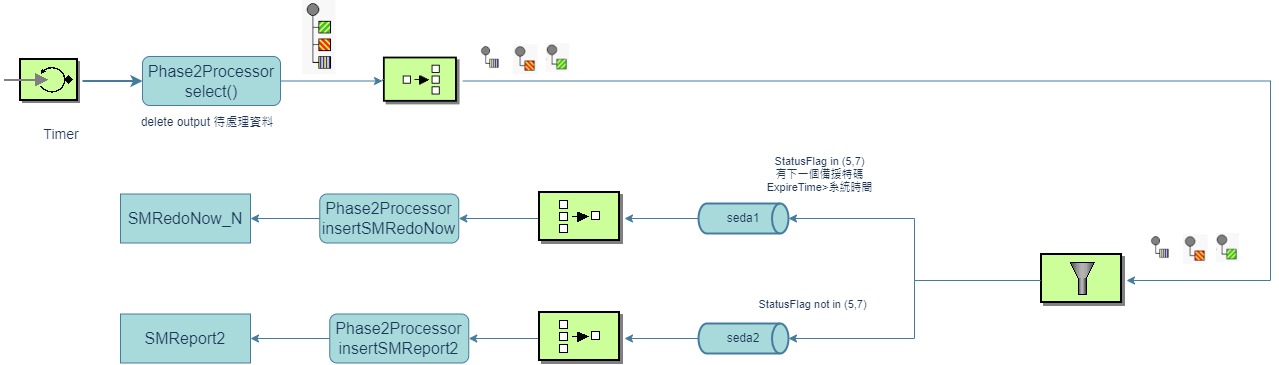 Phase2Processor
select()
Timer
delete output 待處理資料
StatusFlag in (5,7)
有下一個備援特碼
ExpireTime>系統時間
SMRedoNow_N
Phase2Processor
insertSMRedoNow
seda1
StatusFlag not in (5,7)
SMReport2
Phase2Processor
insertSMReport2
seda2